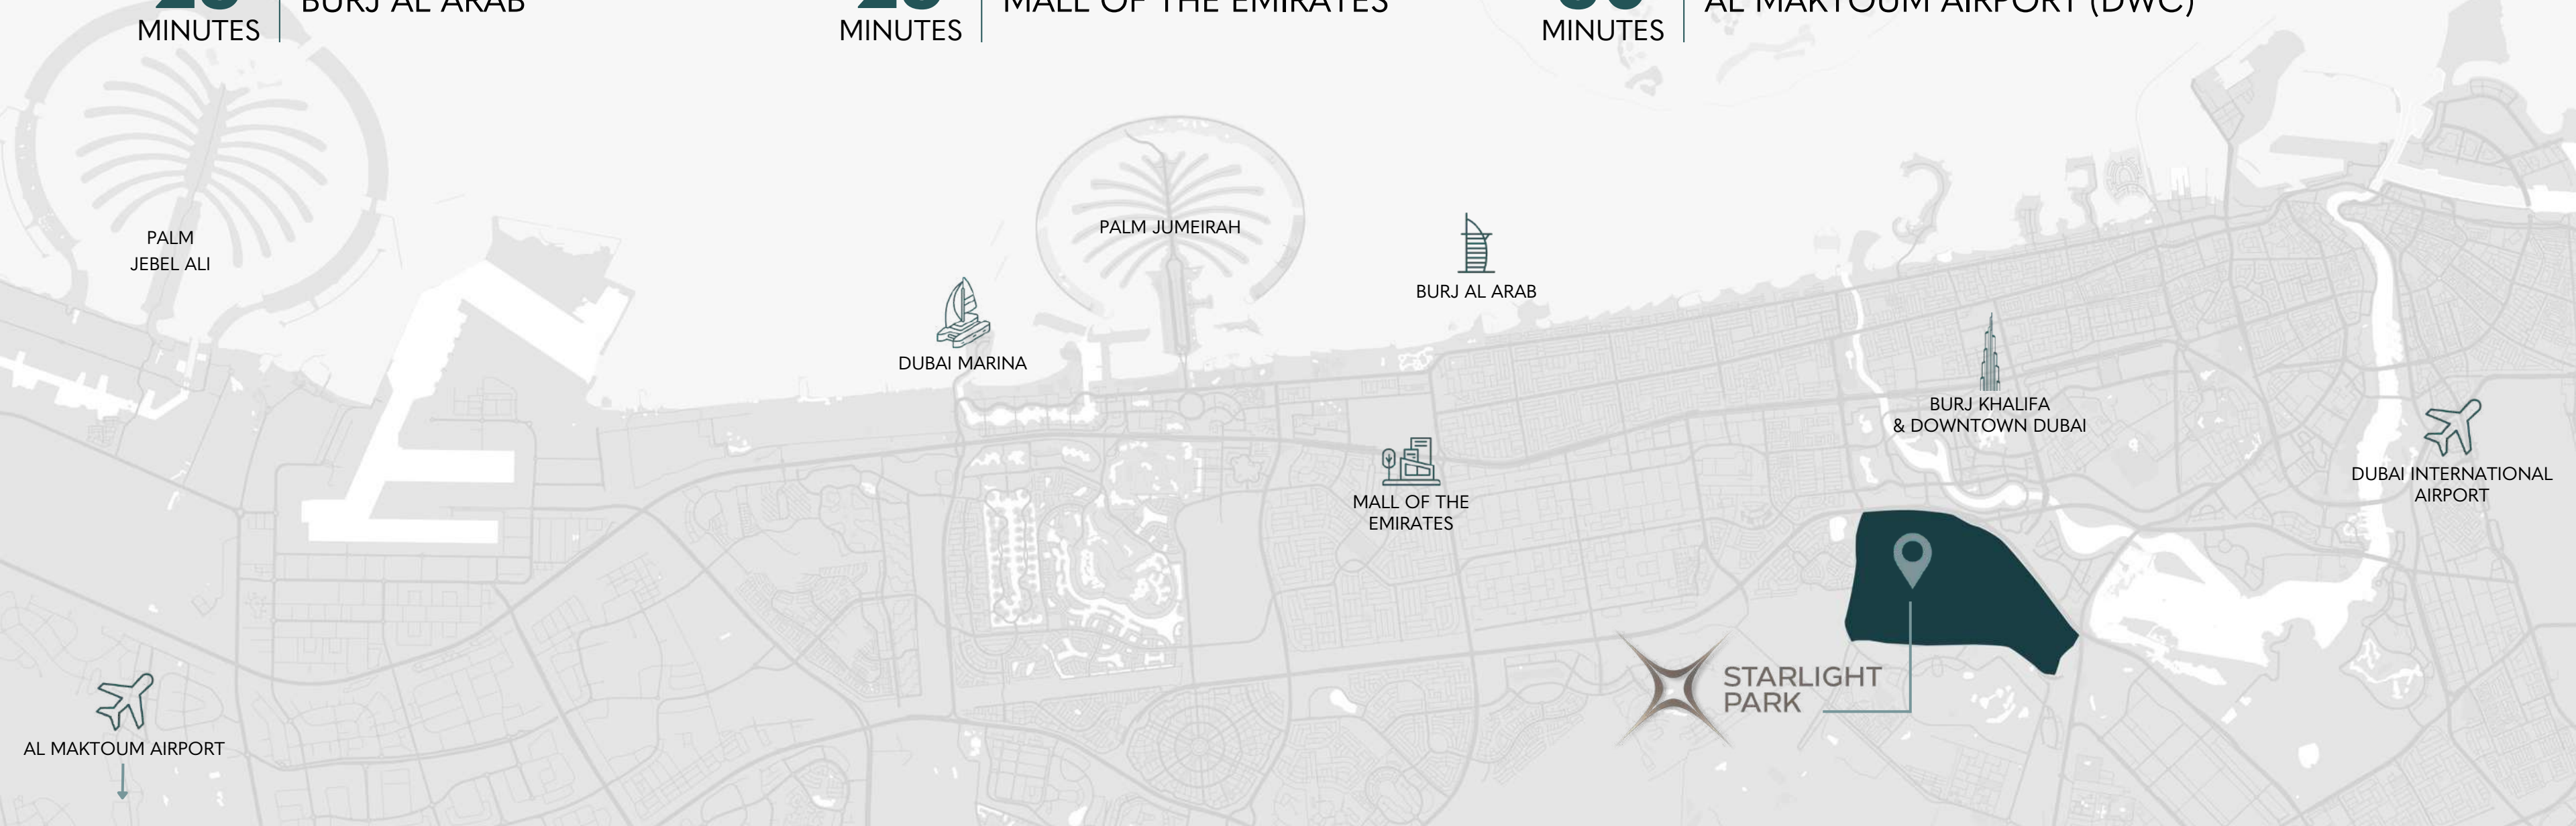 BURJ AL ARAB
MINUTES
MALL OF THE EMIRATES
MINUTES
AL MAKTOUM AIRPORT (DWC)
MINUTES
PALM
JEBEL ALI
PALM JUMEIRAH
BURJ AL ARAB
DUBAI MARINA
BURJ KHALIFA
& DOWNTOWN DUBAI
DUBAI INTERNATIONAL
AIRPORT
MALL OF THE
EMIRATES
STARLIGHT
PARK
AL MAKTOUM AIRPORT